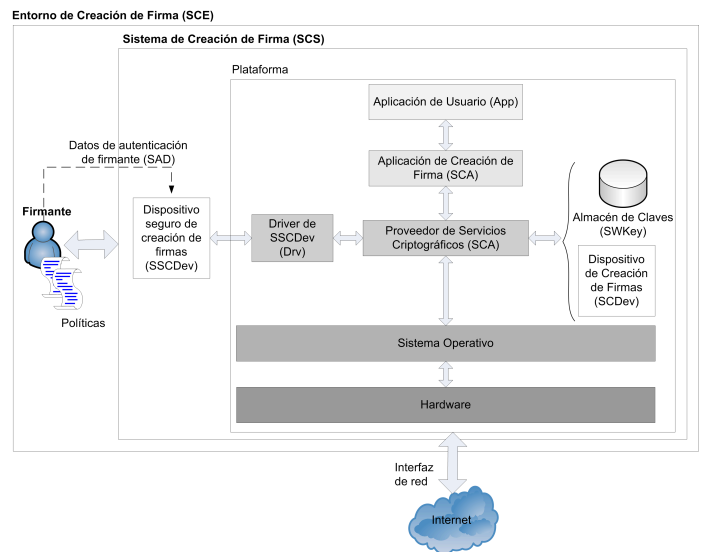 Entorno de Creación de Firma (SCE)
Sistema de Creación de Firma (SCS)
Plataforma
Aplicación de Usuario (App)
Datos de autenticación
de firmante (SAD)
Aplicación de Creación de
Firma (SCA)
Firmante
Dispositivo
seguro de
creación de
firmas
(SSCDev)
Driver de
SSCDev
(Drv)
Proveedor de Servicios
Criptográficos (SCA)
Almacén de Claves
(SWKey)
Dispositivo
de Creación
de Firmas
(SCDev)
Políticas
Sistema Operativo
Hardware
Interfaz
de red
Internet